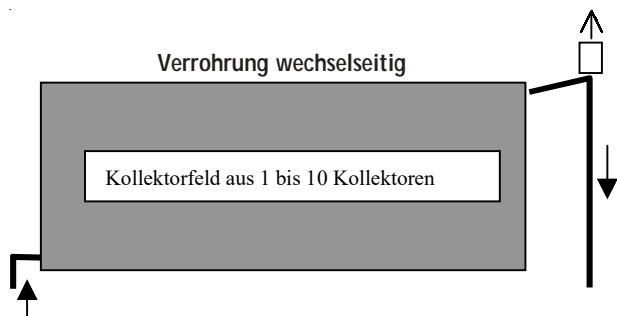 Verrohrung wechselseitig
Kollektorfeld aus 1 bis 10 Kollektoren